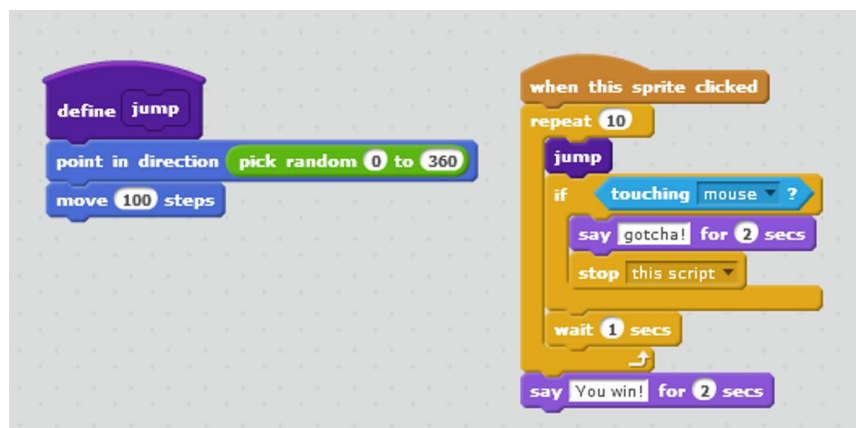 define jump
point in direction pick random 0 to 360
move 100 steps
when this sprite clicked
repeat 10
jump
if touching mouse ?
say gotcha! for 2 secs
stop this script
wait 1 secs
say You win! for 2 secs